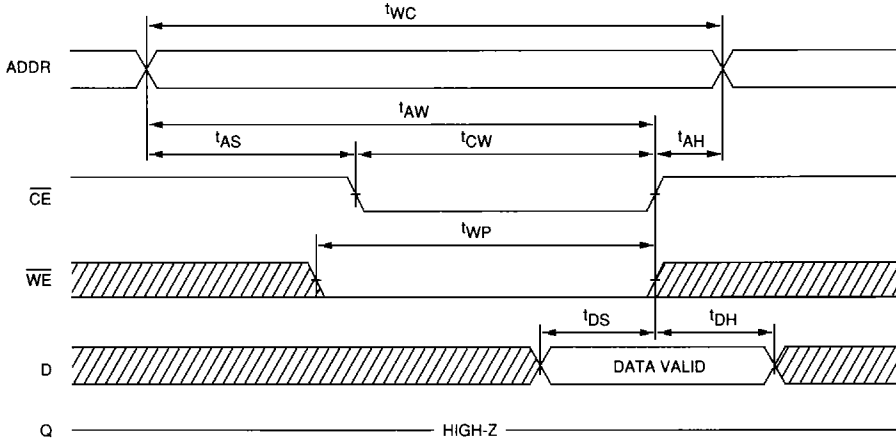 tWC
ADDR
tAW
tAS tCW tAH
CE
tWP
WE
tDS tDH
D DATA VALID
Q HIGH-Z